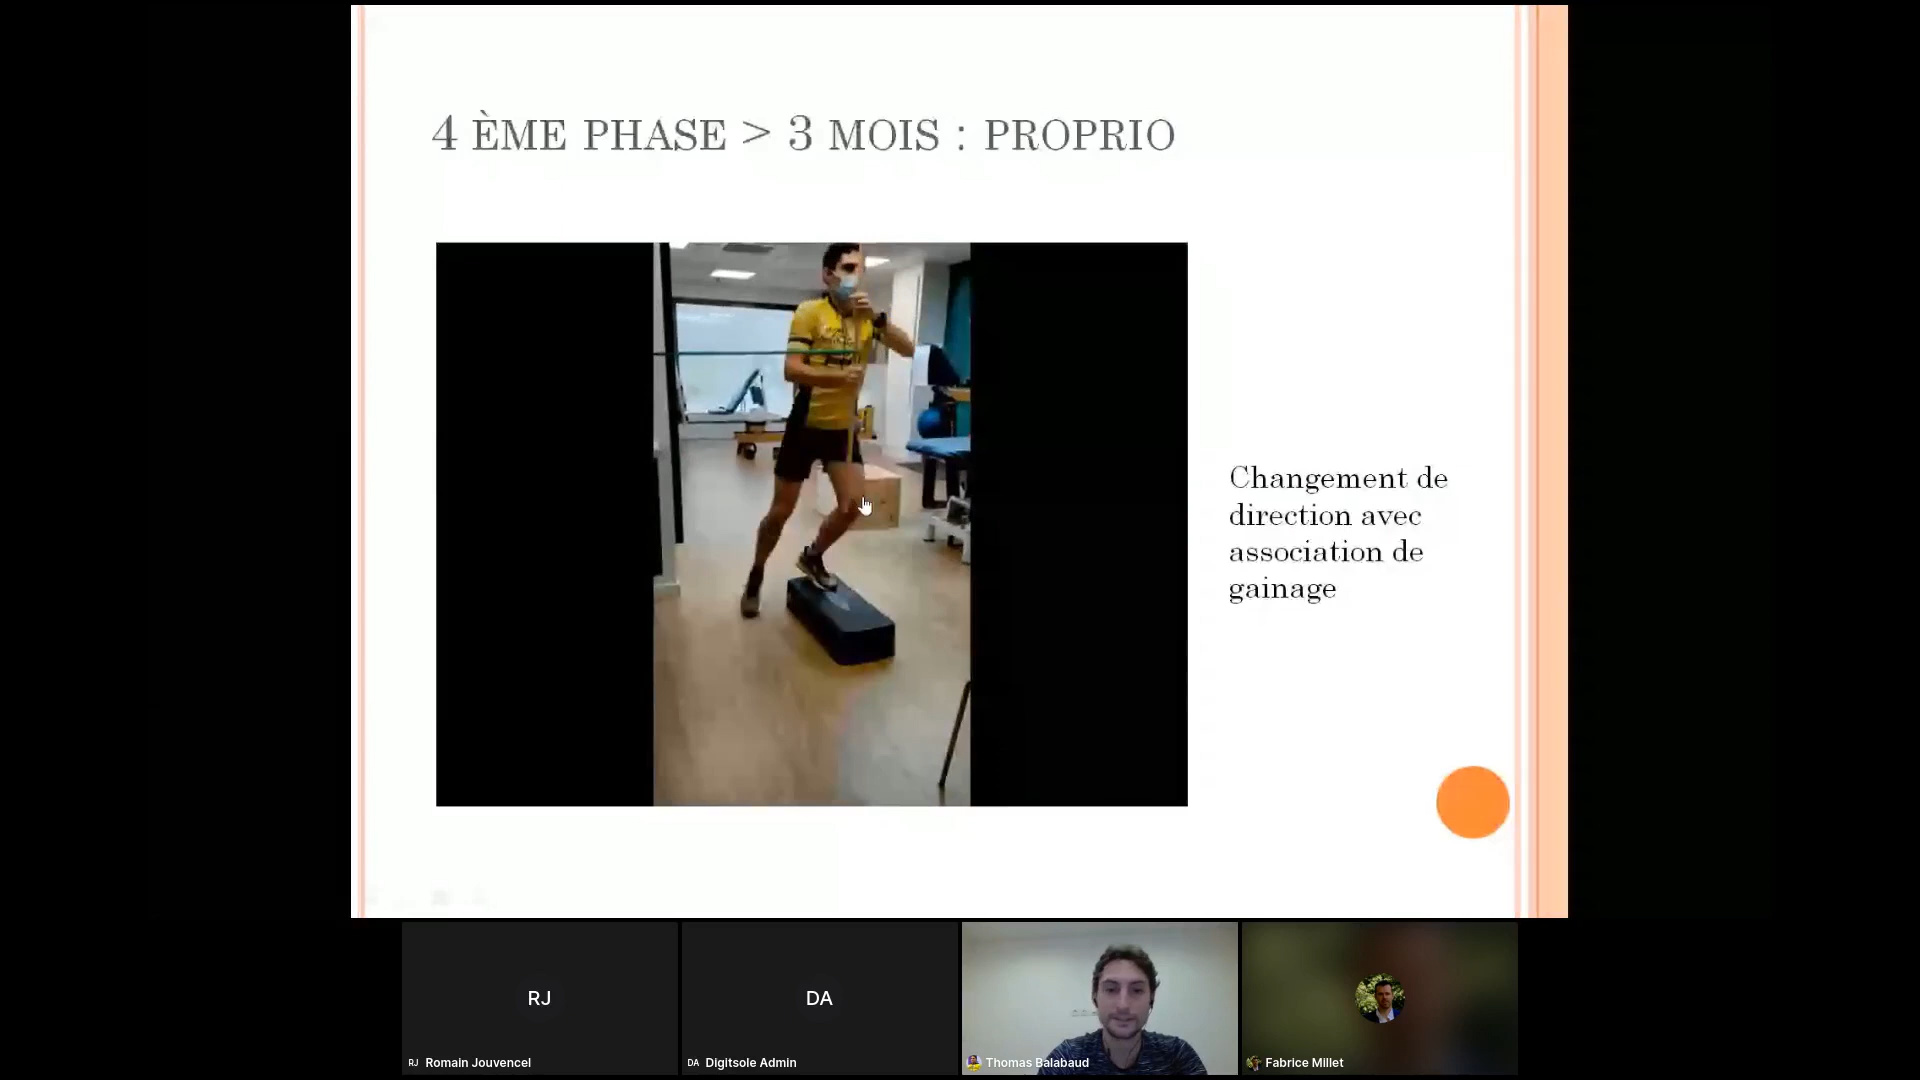 4 ÈME PHASE > 3 MOIS : PROPRIO
Changement de
direction avec
association de
gainage
RJ
DA
RJ Romain Jouvencel
DA Digitsole Admin
Thomas Balabaud
Fabrice Millet